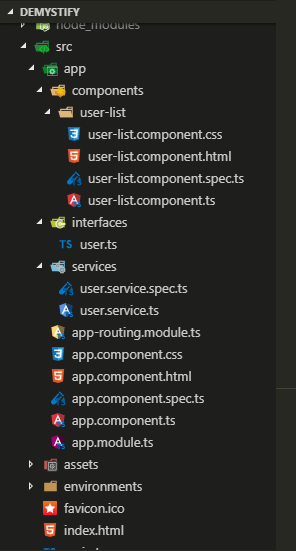 DEMYSTIFY
node_modules
src
app
components
user-list
user-list.component.css
user-list.component.html
user-list.component.spec.ts
user-list.component.ts
interfaces
TS user.ts
services
user.service.spec.ts
user.service.ts
app-routing.module.ts
app.component.css
app.component.html
app.component.spec.ts
app.component.ts
app.module.ts
assets
environments
favicon.ico
index.html